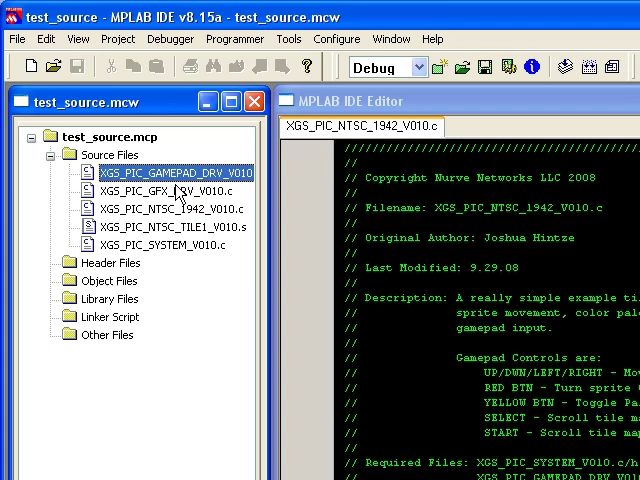 test_source - MPLAB IDE v8.15a - test_source.mcw
File Edit View Project Debugger Programmer Tools Configure Window Help
Debug
test_source.mcw
test_source.mcp
Source Files
XGS_PIC_GAMEPAD_DRV_V010
XGS_PIC_GFX_DRV_V010.c
XGS_PIC_NTSC_1942_V010.c
XGS_PIC_NTSC_TILE1_V010.s
XGS_PIC_SYSTEM_V010.c
Header Files
Object Files
Library Files
Linker Script
Other Files
MPLAB IDE Editor
XGS_PIC_NTSC_1942_V010.c
///////////////////////////////////////////
//
// Copyright Nurve Networks LLC 2008
//
// Filename: XGS_PIC_NTSC_1942_V010.c
//
// Original Author: Joshua Hintze
//
// Last Modified: 9.29.08
//
// Description: A really simple example ti
// sprite movement, color pal
// gamepad input.
//
// Gamepad Controls are:
// UP/DWN/LEFT/RIGHT - Mov
// RED BTN - Turn sprite
// YELLOW BTN - Toggle Pa
// SELECT - Scroll tile ma
// START - Scroll tile map
//
// Required Files: XGS_PIC_SYSTEM_V010.c/h
// XGS_PIC_GAMEPAD_DRV_V01